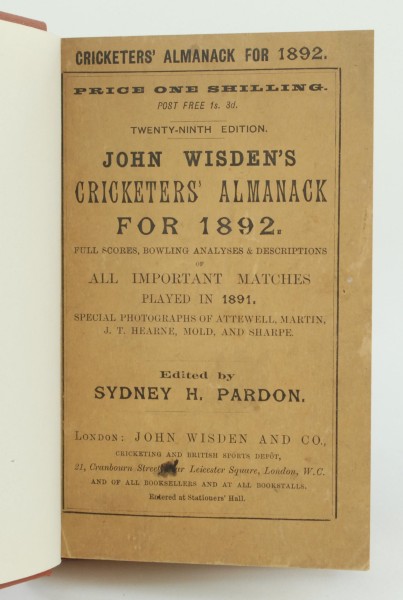 CRICKETERS' ALMANACK FOR 1892.
PRICE ONE SHILLING.
POST FREE 1s. 3d.
TWENTY-NINTH EDITION.
JOHN WISDEN'S
CRICKETERS' ALMANACK
FOR 1892.
FULL SCORES, BOWLING ANALYSES & DESCRIPTIONS
OF
ALL IMPORTANT MATCHES
PLAYED IN 1891.
SPECIAL PHOTOGRAPHS OF ATTEWELL, MARTIN,
J. T. HEARNE, MOLD, AND SHARPE.
Edited by
SYDNEY H. PARDON.
LONDON: JOHN WISDEN AND CO.,
CRICKETING AND BRITISH SPORTS DEPÔT,
21, Cranbourn Street, Leicester Square, London, W.C.
AND OF ALL BOOKSELLERS AND AT ALL BOOKSTALLS.
Entered at Stationers' Hall.